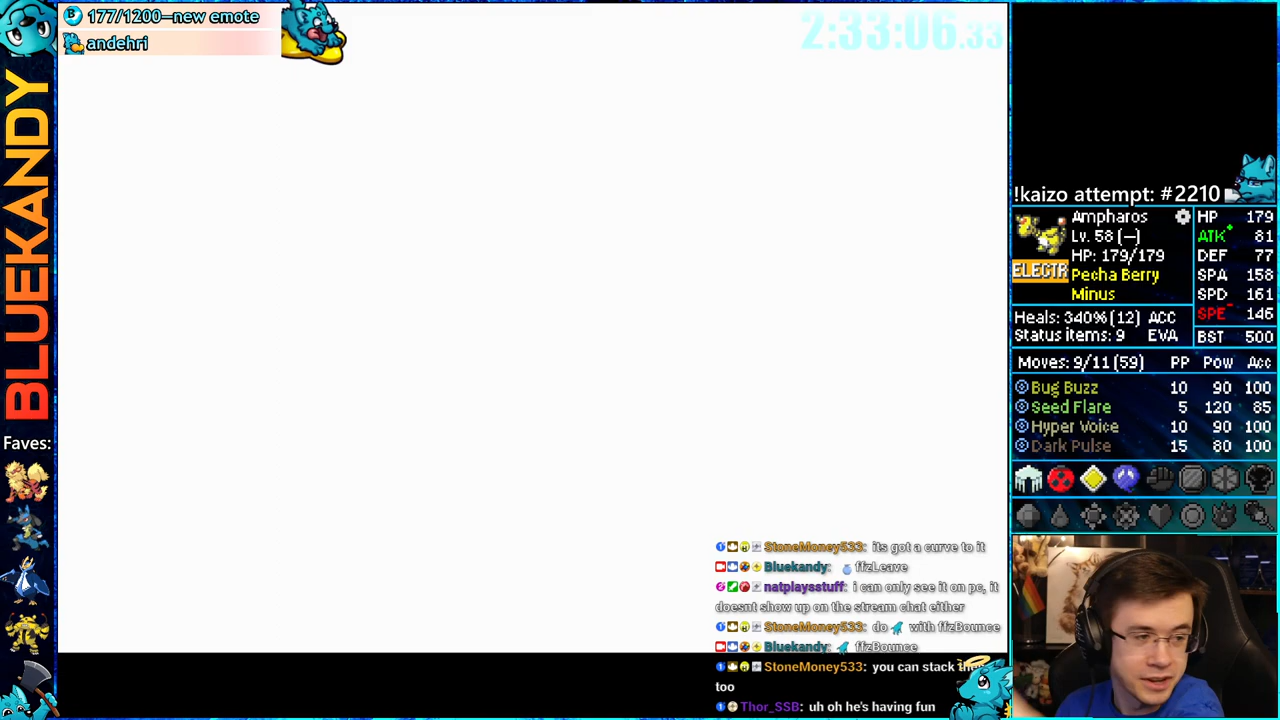 177/1200—new emote
andehri
2:33:06.33
BLUEKANDY
Faves:
!kaizo attempt: #2210
Ampharos
Lv. 58 (—)
HP: 179/179
ELECTR
Pecha Berry
Minus
HP 179
ATK 81
DEF 77
SPA 158
SPD 161
SPE 146
BST 500
Heals: 340% (12) ACC
Status items: 9 EVA
Moves: 9/11 (59) PP Pow Acc
Bug Buzz 10 90 100
Seed Flare 5 120 85
Hyper Voice 10 90 100
Dark Pulse 15 80 100
StoneMoney533: its got a curve to it
Bluekandy: ffzLeave
natplaysstuff: i can only see it on pc, it
doesnt show up on the stream chat either
StoneMoney533: do with ffzBounce
Bluekandy: ffzBounce
StoneMoney533: you can stack
too
Thor_SSB: uh oh he's having fun